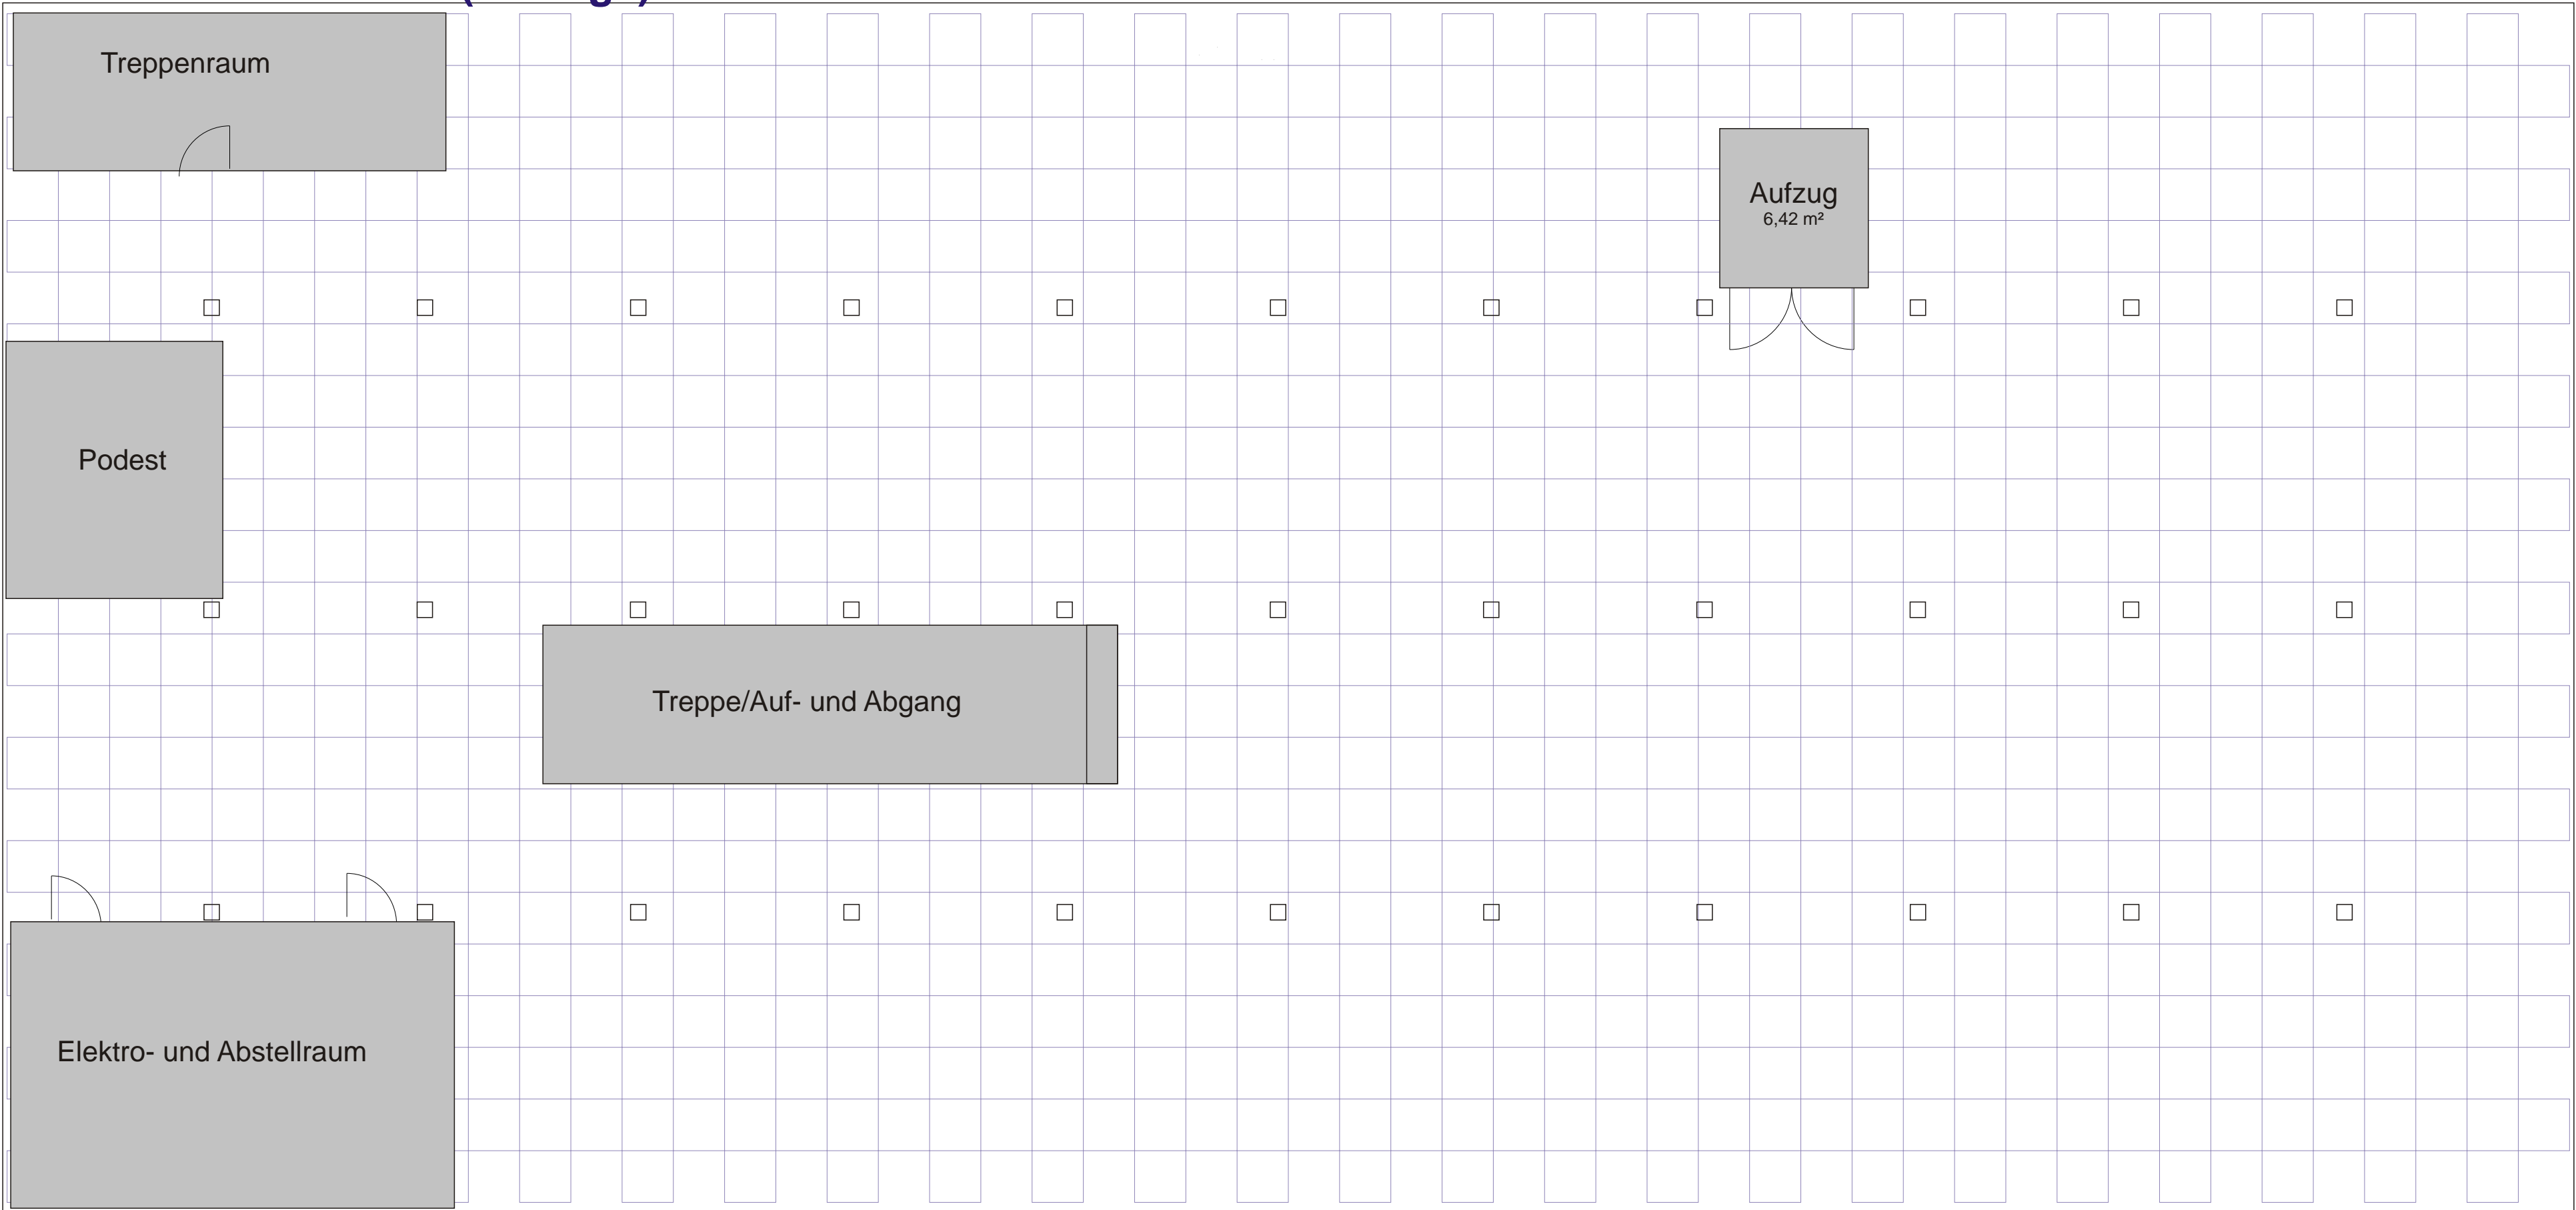 Treppenraum
Aufzug
6,42 m²
Podest
Treppe/Auf- und Abgang
Elektro- und Abstellraum